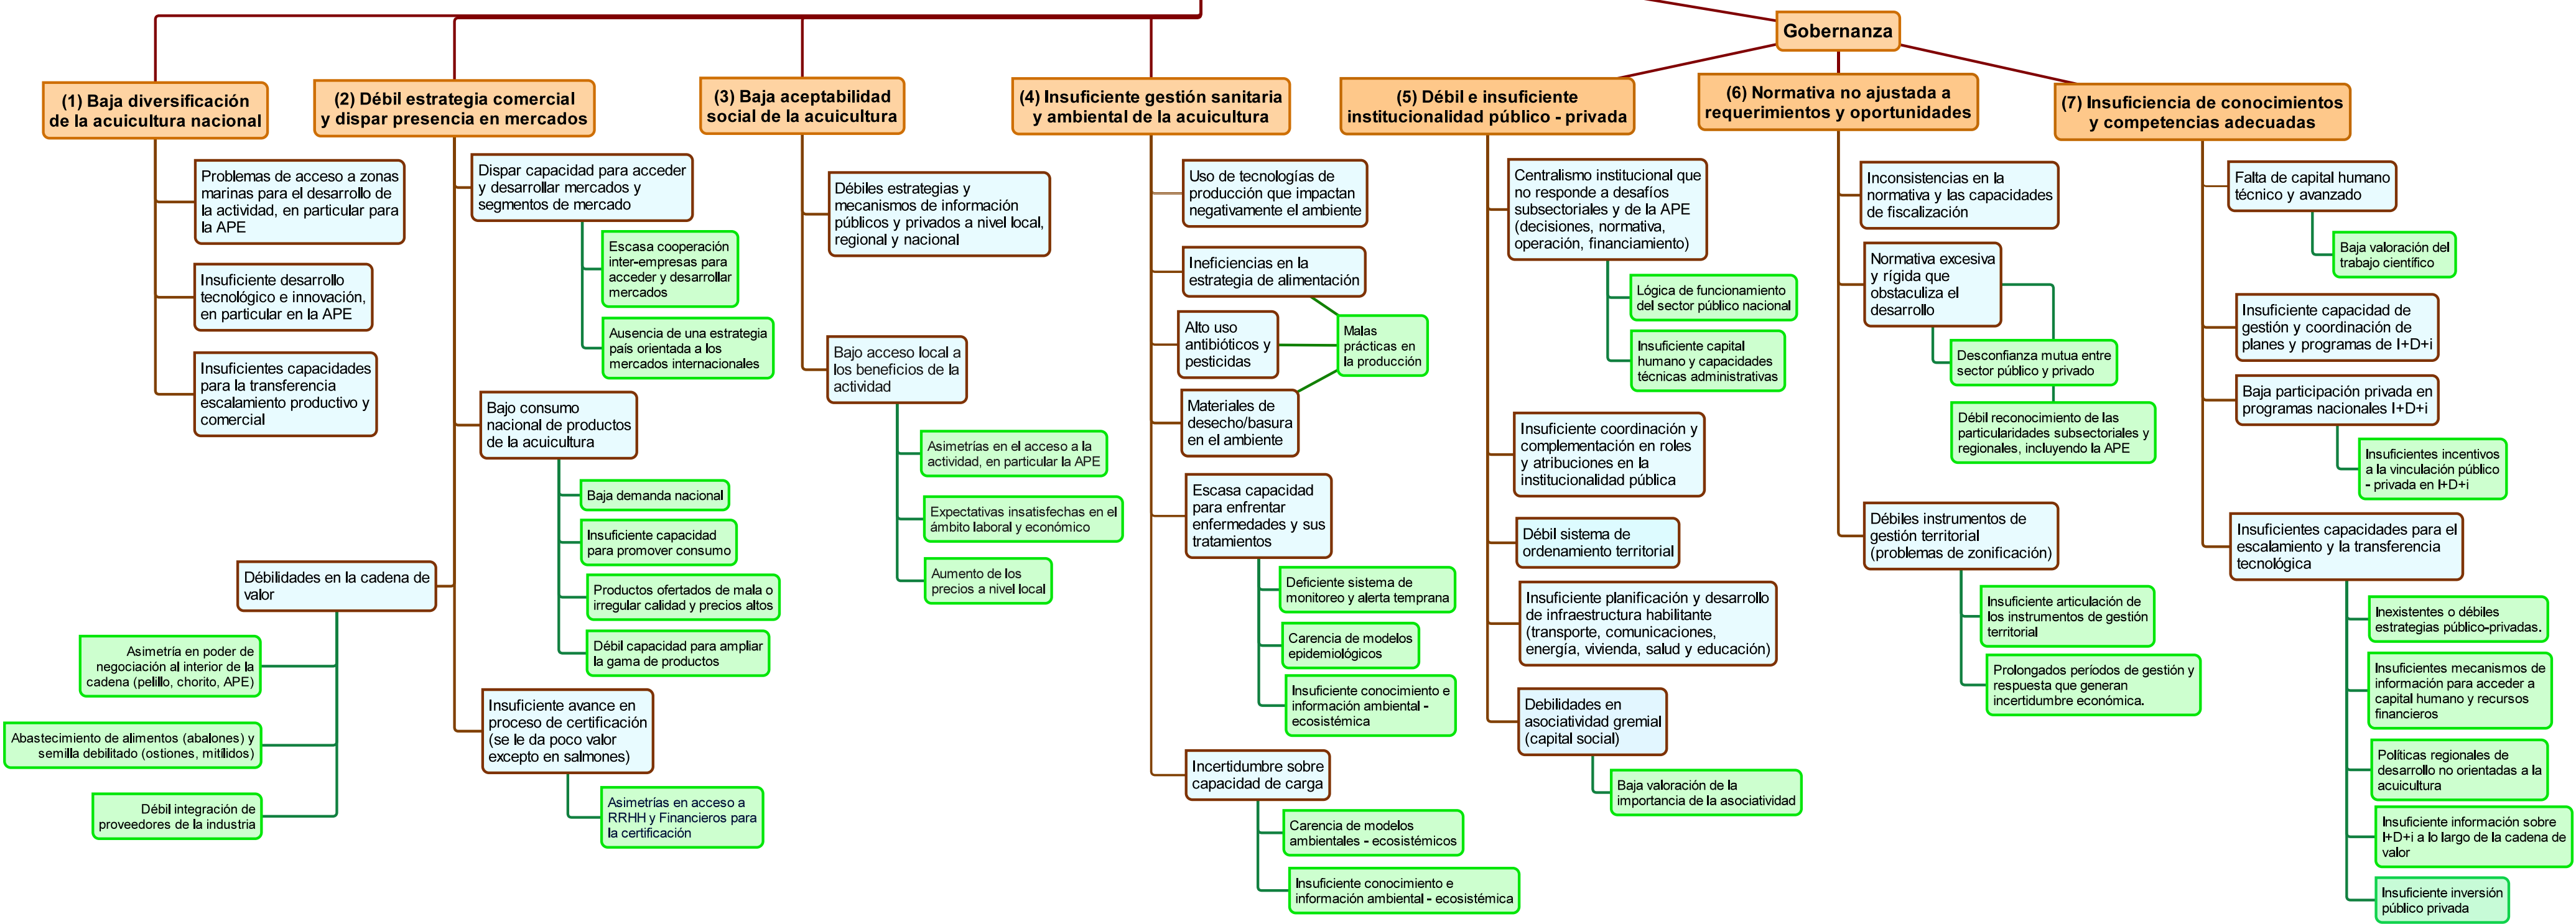 Gobernanza
(1) Baja diversificación
de la acuicultura nacional
Problemas de acceso a zonas
marinas para el desarrollo de
la actividad, en particular para
la APE
Insuficiente desarrollo
tecnológico e innovación,
en particular en la APE
Insuficientes capacidades
para la transferencia
escalamiento productivo y
comercial
(2) Débil estrategia comercial
y dispar presencia en mercados
Dispar capacidad para acceder
y desarrollar mercados y
segmentos de mercado
Escasa cooperación
inter-empresas para
acceder y desarrollar
mercados
Ausencia de una estrategia
país orientada a los
mercados internacionales
Bajo consumo
nacional de productos
de la acuicultura
Baja demanda nacional
Insuficiente capacidad
para promover consumo
Productos ofertados de mala o
irregular calidad y precios altos
Débil capacidad para ampliar
la gama de productos
Débilidades en la cadena de
valor
Asimetría en poder de
negociación al interior de la
cadena (pelillo, chorito, APE)
Abastecimiento de alimentos (abalones) y
semilla debilitado (ostiones, mitílidos)
Débil integración de
proveedores de la industria
Insuficiente avance en
proceso de certificación
(se le da poco valor
excepto en salmones)
Asimetrías en acceso a
RRHH y Financieros para
la certificación
(3) Baja aceptabilidad
social de la acuicultura
Débiles estrategias y
mecanismos de información
públicos y privados a nivel local,
regional y nacional
Bajo acceso local a
los beneficios de la
actividad
Asimetrías en el acceso a la
actividad, en particular la APE
Expectativas insatisfechas en el
ámbito laboral y económico
Aumento de los
precios a nivel local
(4) Insuficiente gestión sanitaria
y ambiental de la acuicultura
Uso de tecnologías de
producción que impactan
negativamente el ambiente
Ineficiencias en la
estrategia de alimentación
Alto uso
antibióticos y
pesticidas
Materiales de
desecho/basura
en el ambiente
Malas
prácticas en
la producción
Escasa capacidad
para enfrentar
enfermedades y sus
tratamientos
Deficiente sistema de
monitoreo y alerta temprana
Carencia de modelos
epidemiológicos
Insuficiente conocimiento e
información ambiental -
ecosistémica
Incertidumbre sobre
capacidad de carga
Carencia de modelos
ambientales - ecosistémicos
Insuficiente conocimiento e
información ambiental - ecosistémica
(5) Débil e insuficiente
institucionalidad público - privada
Centralismo institucional que
no responde a desafíos
subsectoriales y de la APE
(decisiones, normativa,
operación, financiamiento)
Lógica de funcionamiento
del sector público nacional
Insuficiente capital
humano y capacidades
técnicas administrativas
Insuficiente coordinación y
complementación en roles
y atribuciones en la
institucionalidad pública
Débil sistema de
ordenamiento territorial
Insuficiente planificación y desarrollo
de infraestructura habilitante
(transporte, comunicaciones,
energía, vivienda, salud y educación)
Debilidades en
asociatividad gremial
(capital social)
Baja valoración de la
importancia de la asociatividad
(6) Normativa no ajustada a
requerimientos y oportunidades
Inconsistencias en la
normativa y las capacidades
de fiscalización
Normativa excesiva
y rígida que
obstaculiza el
desarrollo
Desconfianza mutua entre
sector público y privado
Débil reconocimiento de las
particularidades subsectoriales y
regionales, incluyendo la APE
Débiles instrumentos de
gestión territorial
(problemas de zonificación)
Insuficiente articulación de
los instrumentos de gestión
territorial
Prolongados períodos de gestión y
respuesta que generan
incertidumbre económica.
(7) Insuficiencia de conocimientos
y competencias adecuadas
Falta de capital humano
técnico y avanzado
Baja valoración del
trabajo científico
Insuficiente capacidad de
gestión y coordinación de
planes y programas de I+D+i
Baja participación privada en
programas nacionales I+D+i
Insuficientes incentivos
a la vinculación público
- privada en I+D+i
Insuficientes capacidades para el
escalamiento y la transferencia
tecnológica
Inexistentes o débiles
estrategias público-privadas.
Insuficientes mecanismos de
información para acceder a
capital humano y recursos
financieros
Políticas regionales de
desarrollo no orientadas a la
acuicultura
Insuficiente información sobre
I+D+i a lo largo de la cadena de
valor
Insuficiente inversión
público privada